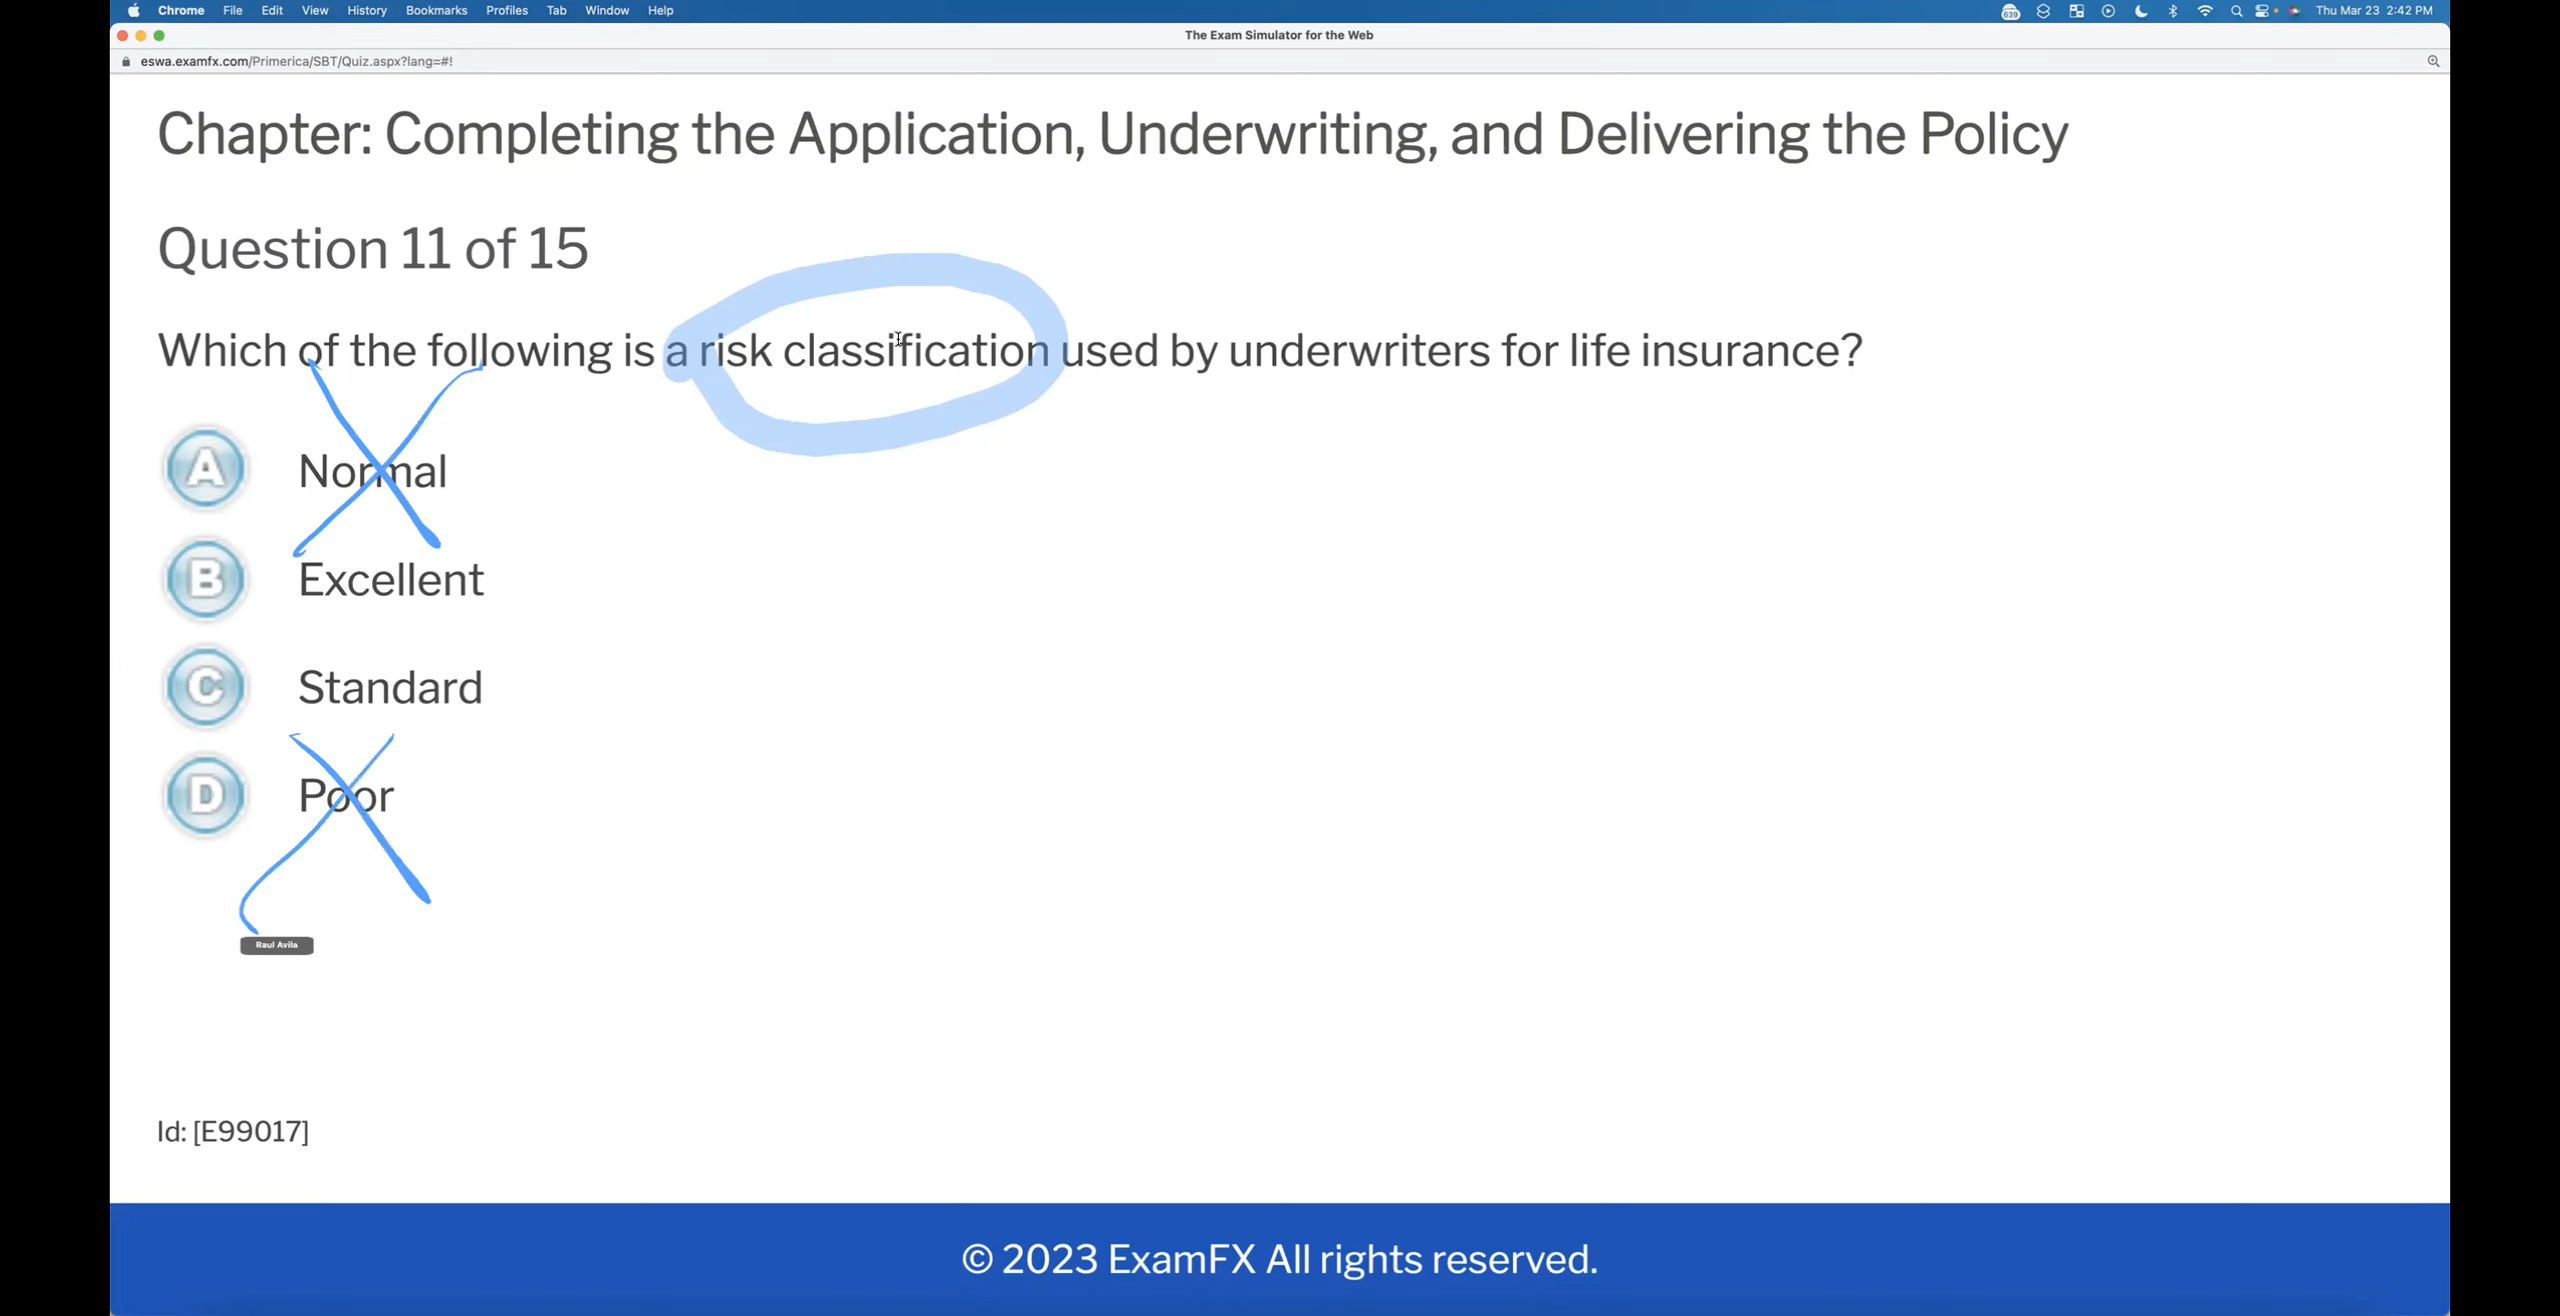 Chrome File Edit View History Bookmarks Profiles Tab Window Help 639 Thu Mar 23 2:42 PM
The Exam Simulator for the Web
eswa.examfx.com/Primerica/SBT/Quiz.aspx?lang=#!
Chapter: Completing the Application, Underwriting, and Delivering the Policy
Question 11 of 15
Which of the following is a risk classification used by underwriters for life insurance?
A Normal
B Excellent
C Standard
D Poor
Raul Avila
Id: [E99017]
© 2023 ExamFX All rights reserved.